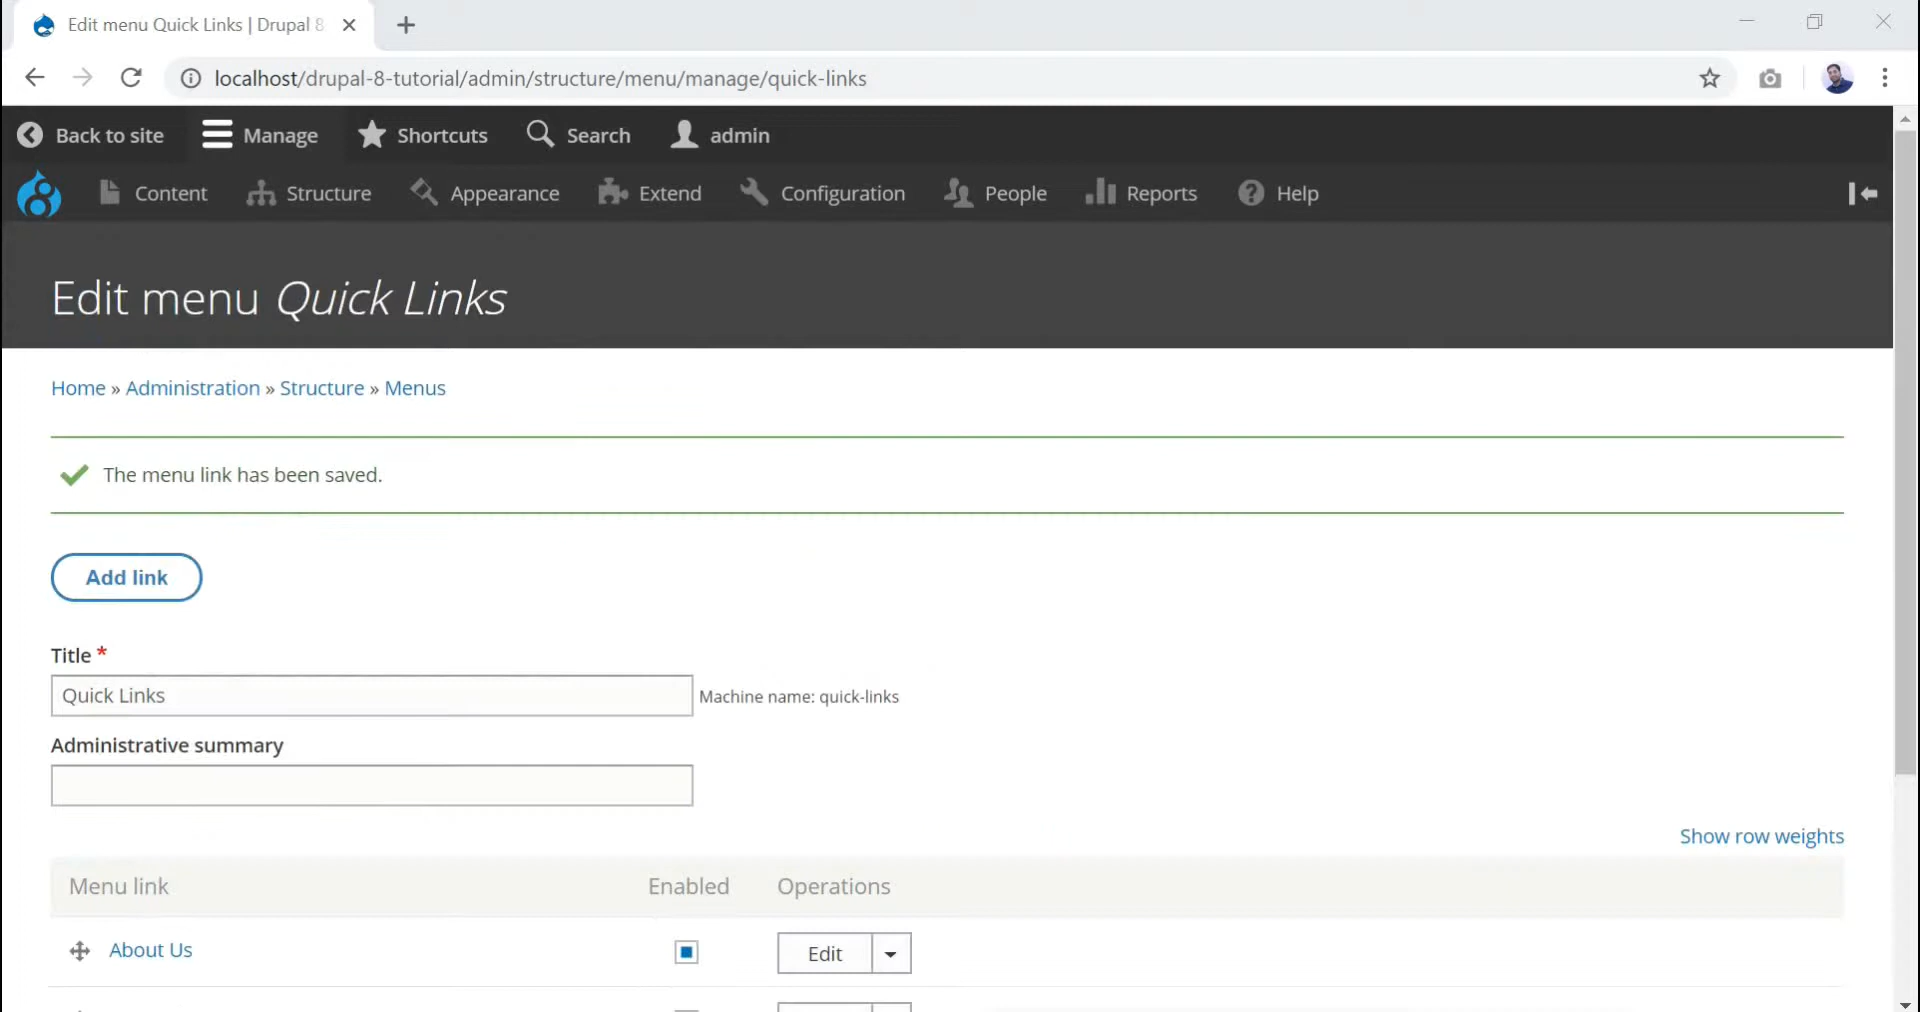 Edit menu Quick Links | Drupal 8
localhost/drupal-8-tutorial/admin/structure/menu/manage/quick-links
Back to site Manage Shortcuts Search admin
Content Structure Appearance Extend Configuration People Reports Help
Edit menu Quick Links
Home » Administration » Structure » Menus
The menu link has been saved.
Add link
Title *
Quick Links Machine name: quick-links
Administrative summary
Show row weights
Menu link Enabled Operations
About Us Edit